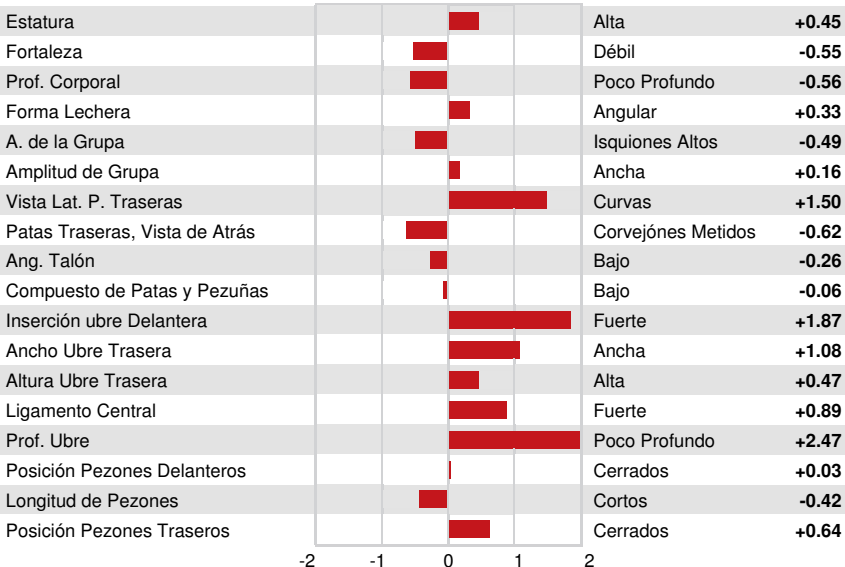 Estatura Alta +0.45
Fortaleza Débil -0.55
Prof. Corporal Poco Profundo -0.56
Forma Lechera Angular +0.33
A. de la Grupa Isquiones Altos -0.49
Amplitud de Grupa Ancha +0.16
Vista Lat. P. Traseras Curvas +1.50
Patas Traseras, Vista de Atrás Corvejónes Metidos -0.62
Ang. Talón Bajo -0.26
Compuesto de Patas y Pezuñas Bajo -0.06
Inserción ubre Delantera Fuerte +1.87
Ancho Ubre Trasera Ancha +1.08
Altura Ubre Trasera Alta +0.47
Ligamento Central Fuerte +0.89
Prof. Ubre Poco Profundo +2.47
Posición Pezones Delanteros Cerrados +0.03
Longitud de Pezones Cortos -0.42
Posición Pezones Traseros Cerrados +0.64
-2 -1 0 1 2